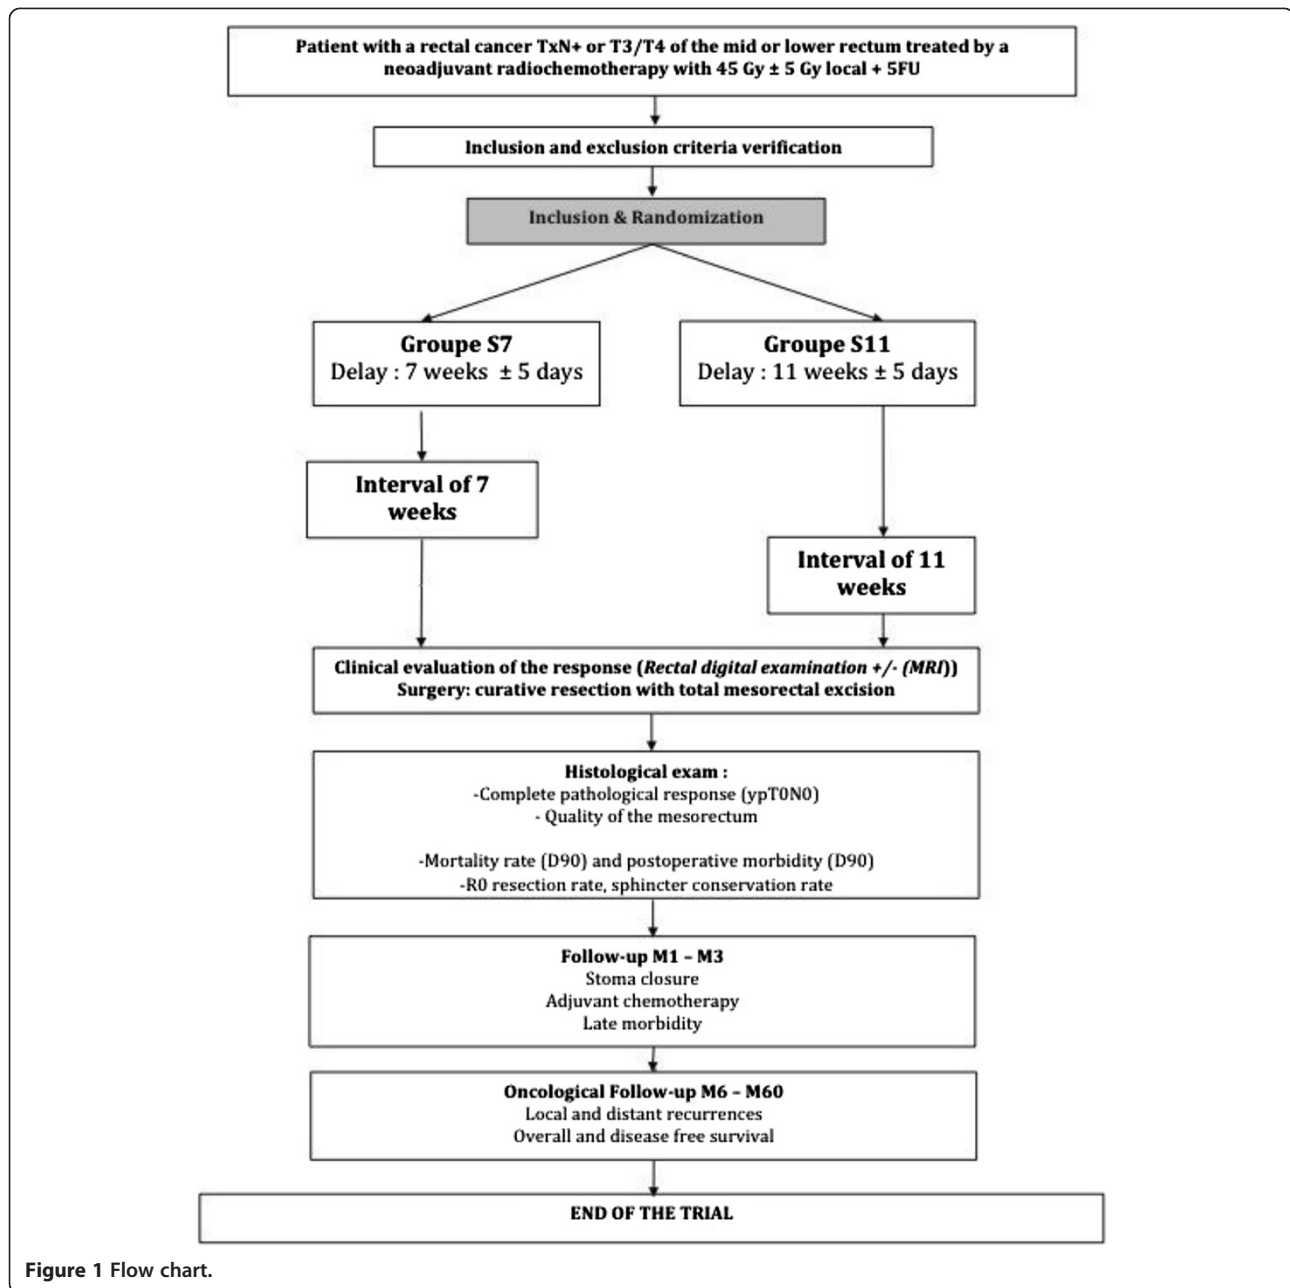 Patient with a rectal cancer TxN+ or T3/T4 of the mid or lower rectum treated by a
neoadjuvant radiochemotherapy with 45 Gy ± 5 Gy local + 5FU
Inclusion and exclusion criteria verification
Inclusion & Randomization
Groupe S7
Delay : 7 weeks ± 5 days
Groupe S11
Delay : 11 weeks ± 5 days
Interval of 7
weeks
Interval of 11
weeks
Clinical evaluation of the response (Rectal digital examination +/- (MRI))
Surgery: curative resection with total mesorectal excision
Histological exam :
-Complete pathological response (ypT0N0)
- Quality of the mesorectum
-Mortality rate (D90) and postoperative morbidity (D90)
-R0 resection rate, sphincter conservation rate
Follow-up M1 – M3
Stoma closure
Adjuvant chemotherapy
Late morbidity
Oncological Follow-up M6 – M60
Local and distant recurrences
Overall and disease free survival
END OF THE TRIAL
Figure 1 Flow chart.